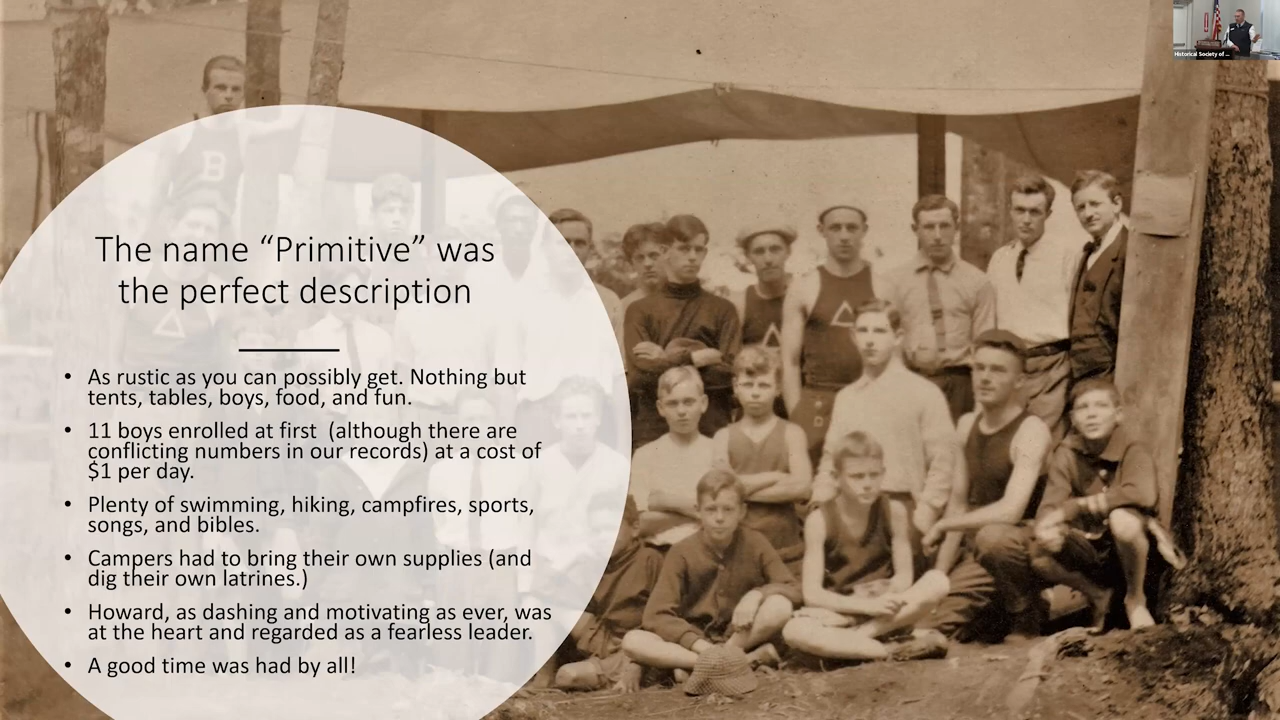 Historical Society of ...
B
The name “Primitive” was
the perfect description
• As rustic as you can possibly get. Nothing but
tents, tables, boys, food, and fun.
• 11 boys enrolled at first (although there are
conflicting numbers in our records) at a cost of
$1 per day.
• Plenty of swimming, hiking, campfires, sports,
songs, and bibles.
• Campers had to bring their own supplies (and
dig their own latrines.)
• Howard, as dashing and motivating as ever, was
at the heart and regarded as a fearless leader.
• A good time was had by all!